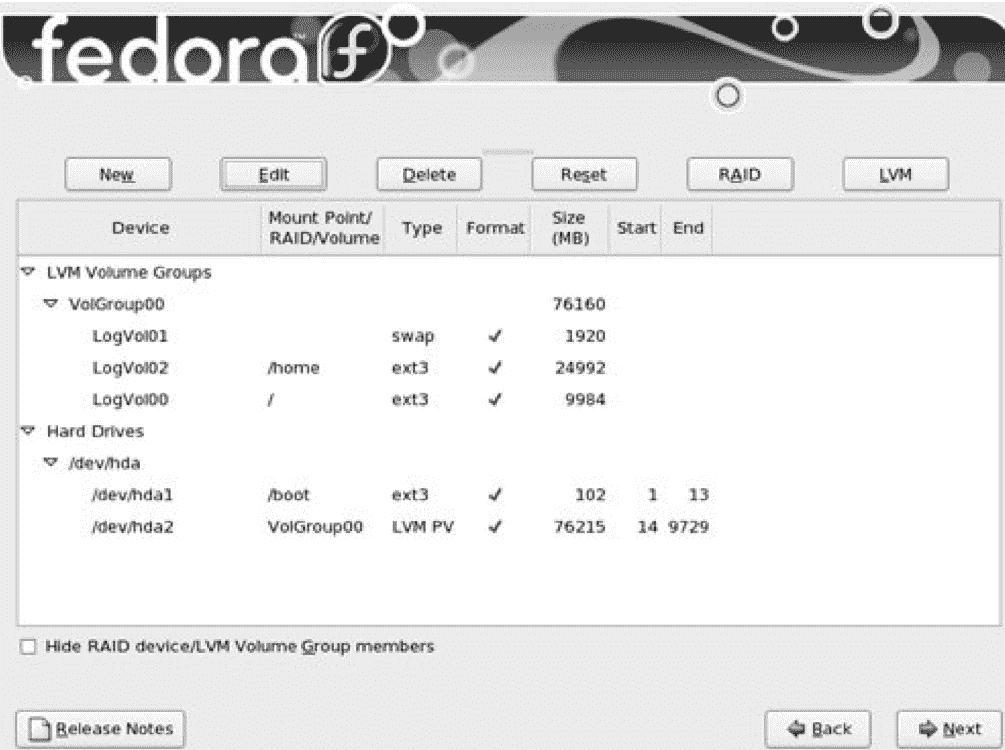 fedora f ™
New Edit Delete Reset RAID LVM
Device Mount Point/ RAID/Volume Type Format Size (MB) Start End
LVM Volume Groups
VolGroup00 76160
LogVol01 swap 1920
LogVol02 /home ext3 24992
LogVol00 / ext3 9984
Hard Drives
/dev/hda
/dev/hda1 /boot ext3 102 1 13
/dev/hda2 VolGroup00 LVM PV 76215 14 9729
Hide RAID device/LVM Volume Group members
Release Notes Back Next